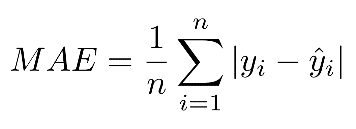 MAE = \frac{1}{n} \sum_{i=1}^{n} |y_i - \hat{y}_i|